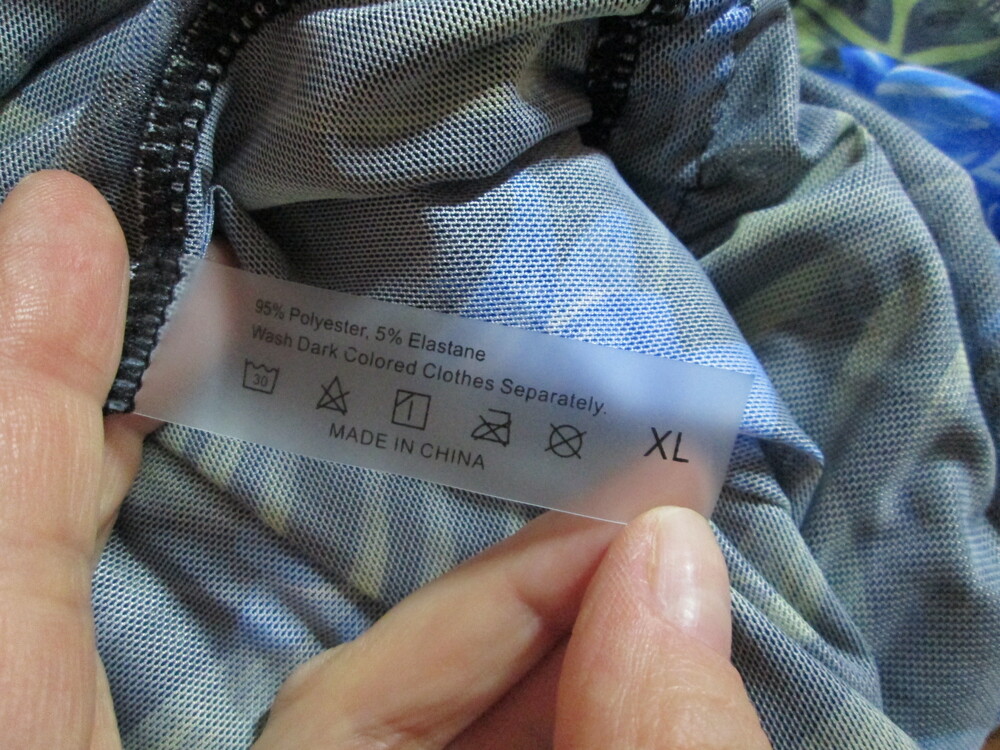 95% Polyester, 5% Elastane
Wash Dark Colored Clothes Separately.
30
XL
MADE IN CHINA